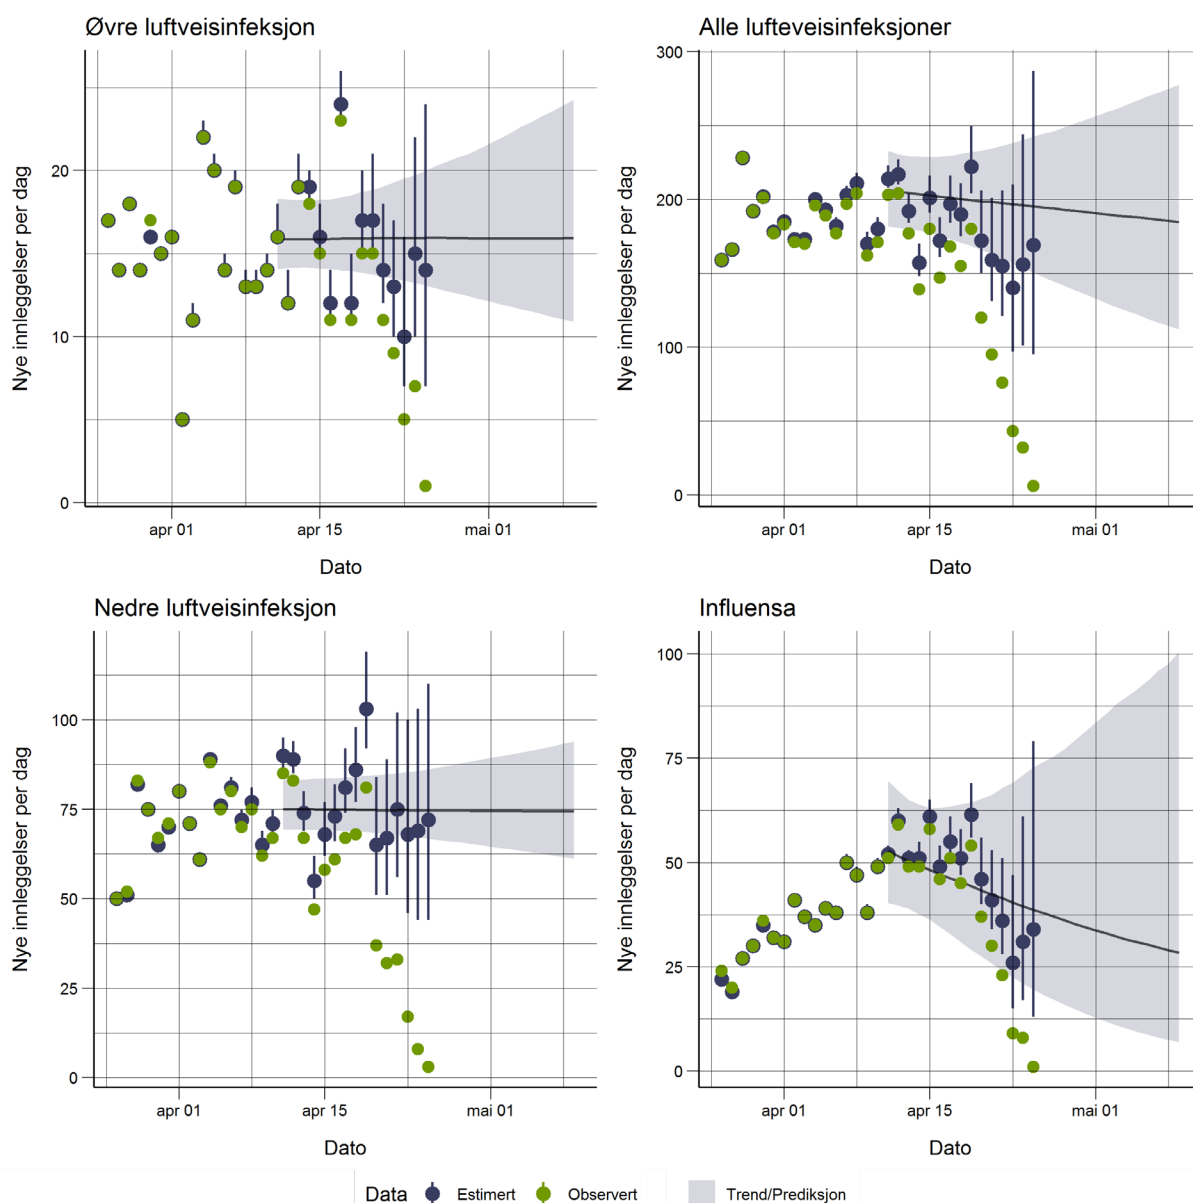 Øvre luftveisinfeksjon
Nye innleggelser per dag
20
10
0
apr 01
apr 15
mai 01
Dato
Alle lufteveisinfeksjoner
Nye innleggelser per dag
300
200
100
0
apr 01
apr 15
mai 01
Dato
Nedre luftveisinfeksjon
Nye innleggelser per dag
100
75
50
25
0
apr 01
apr 15
mai 01
Dato
Influensa
Nye innleggelser per dag
100
75
50
25
0
apr 01
apr 15
mai 01
Dato
Data Estimert Observert Trend/Prediksjon